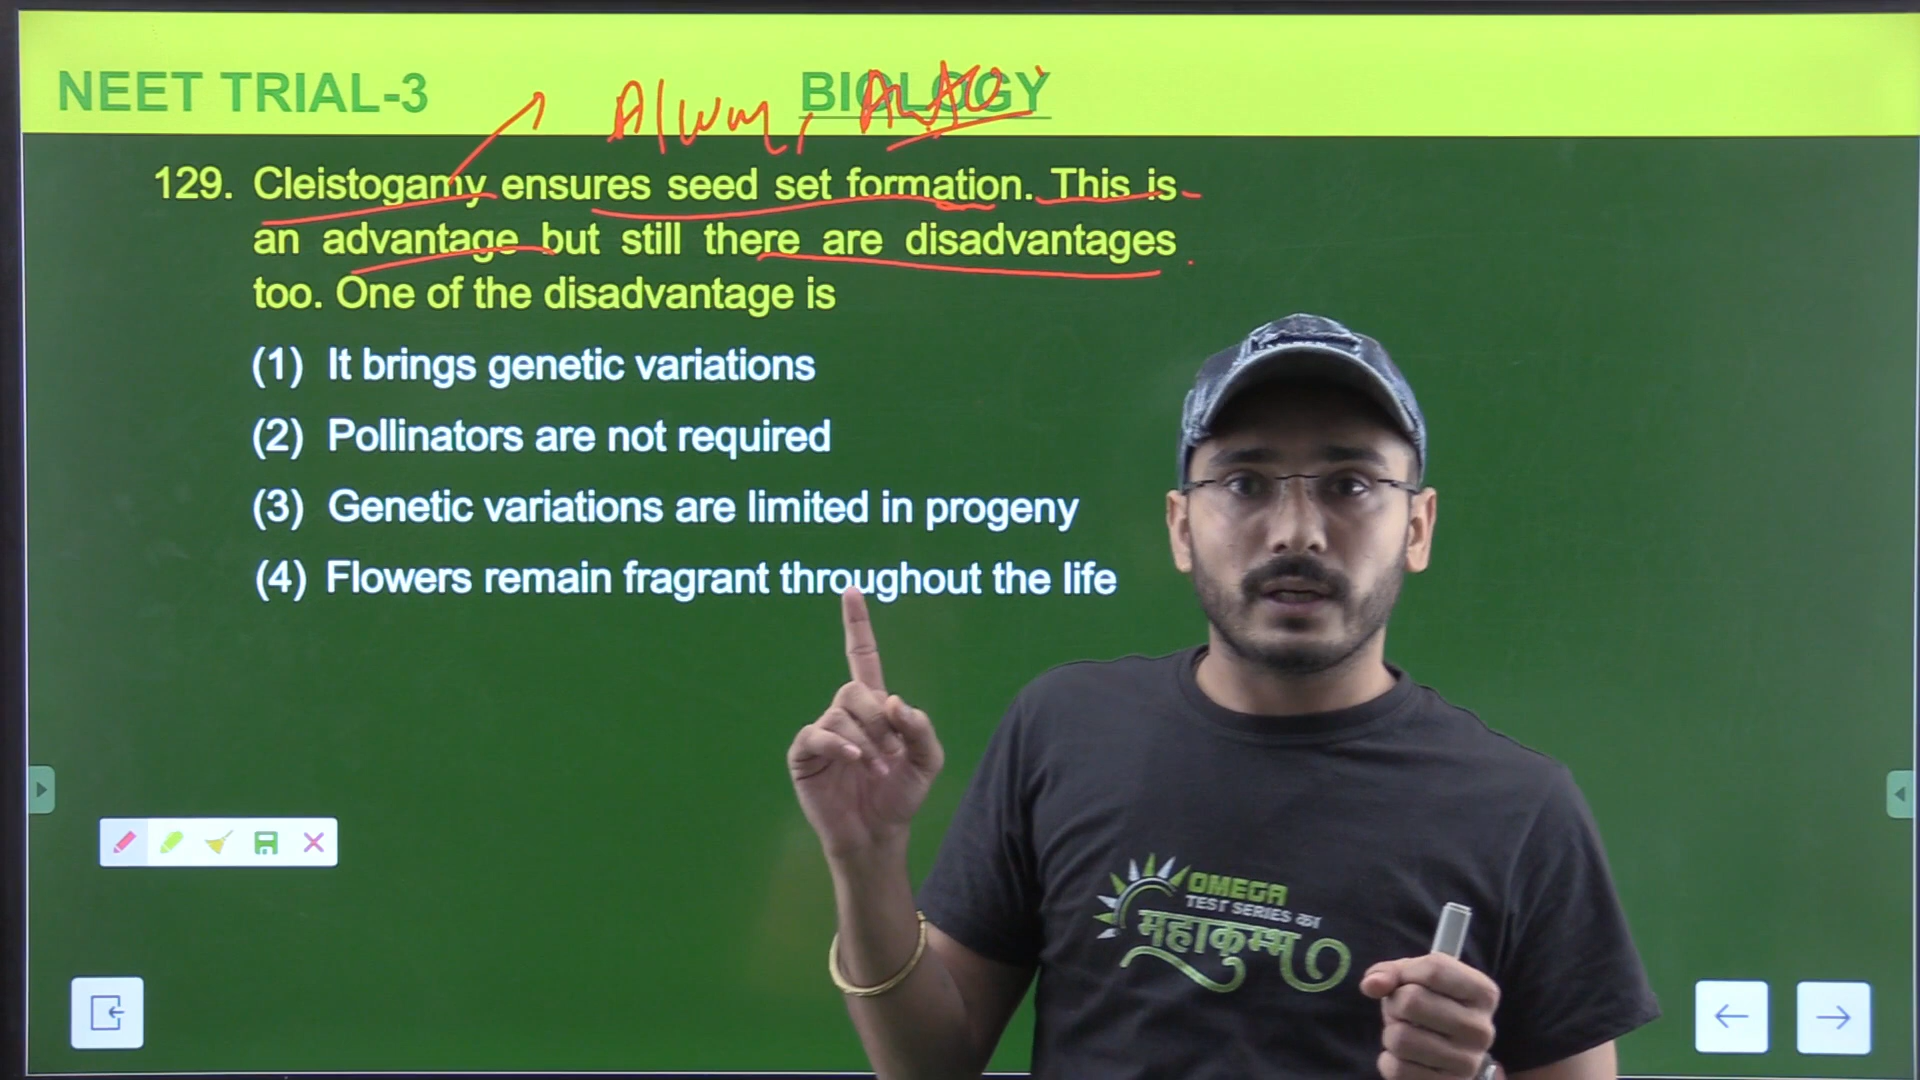 NEET TRIAL-3
BIOLOGY
129. Cleistogamy ensures seed set formation. This is
an advantage but still there are disadvantages
too. One of the disadvantage is
(1) It brings genetic variations
(2) Pollinators are not required
(3) Genetic variations are limited in progeny
(4) Flowers remain fragrant throughout the life
OMEGA
TEST SERIES का
महाकुम्भ